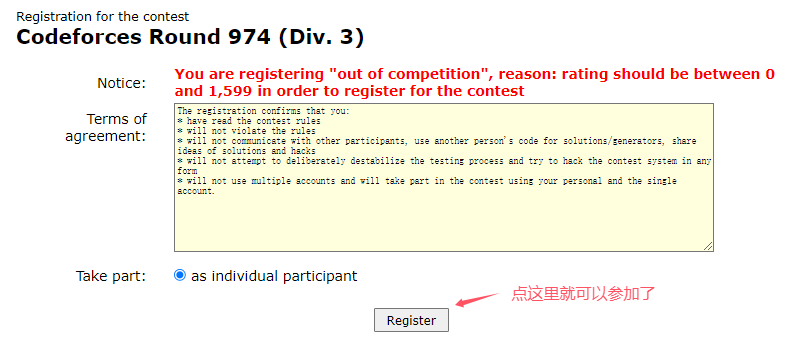 Registration for the contest
Codeforces Round 974 (Div. 3)
Notice:
You are registering "out of competition", reason: rating should be between 0
and 1,599 in order to register for the contest
Terms of
agreement:
The registration confirms that you:
* have read the contest rules
* will not violate the rules
* will not communicate with other participants, use another person's code for solutions/generators, share
ideas of solutions and hacks
* will not attempt to deliberately destabilize the testing process and try to hack the contest system in any
form
* will not use multiple accounts and will take part in the contest using your personal and the single
account.
Take part:
as individual participant
点这里就可以参加了
Register